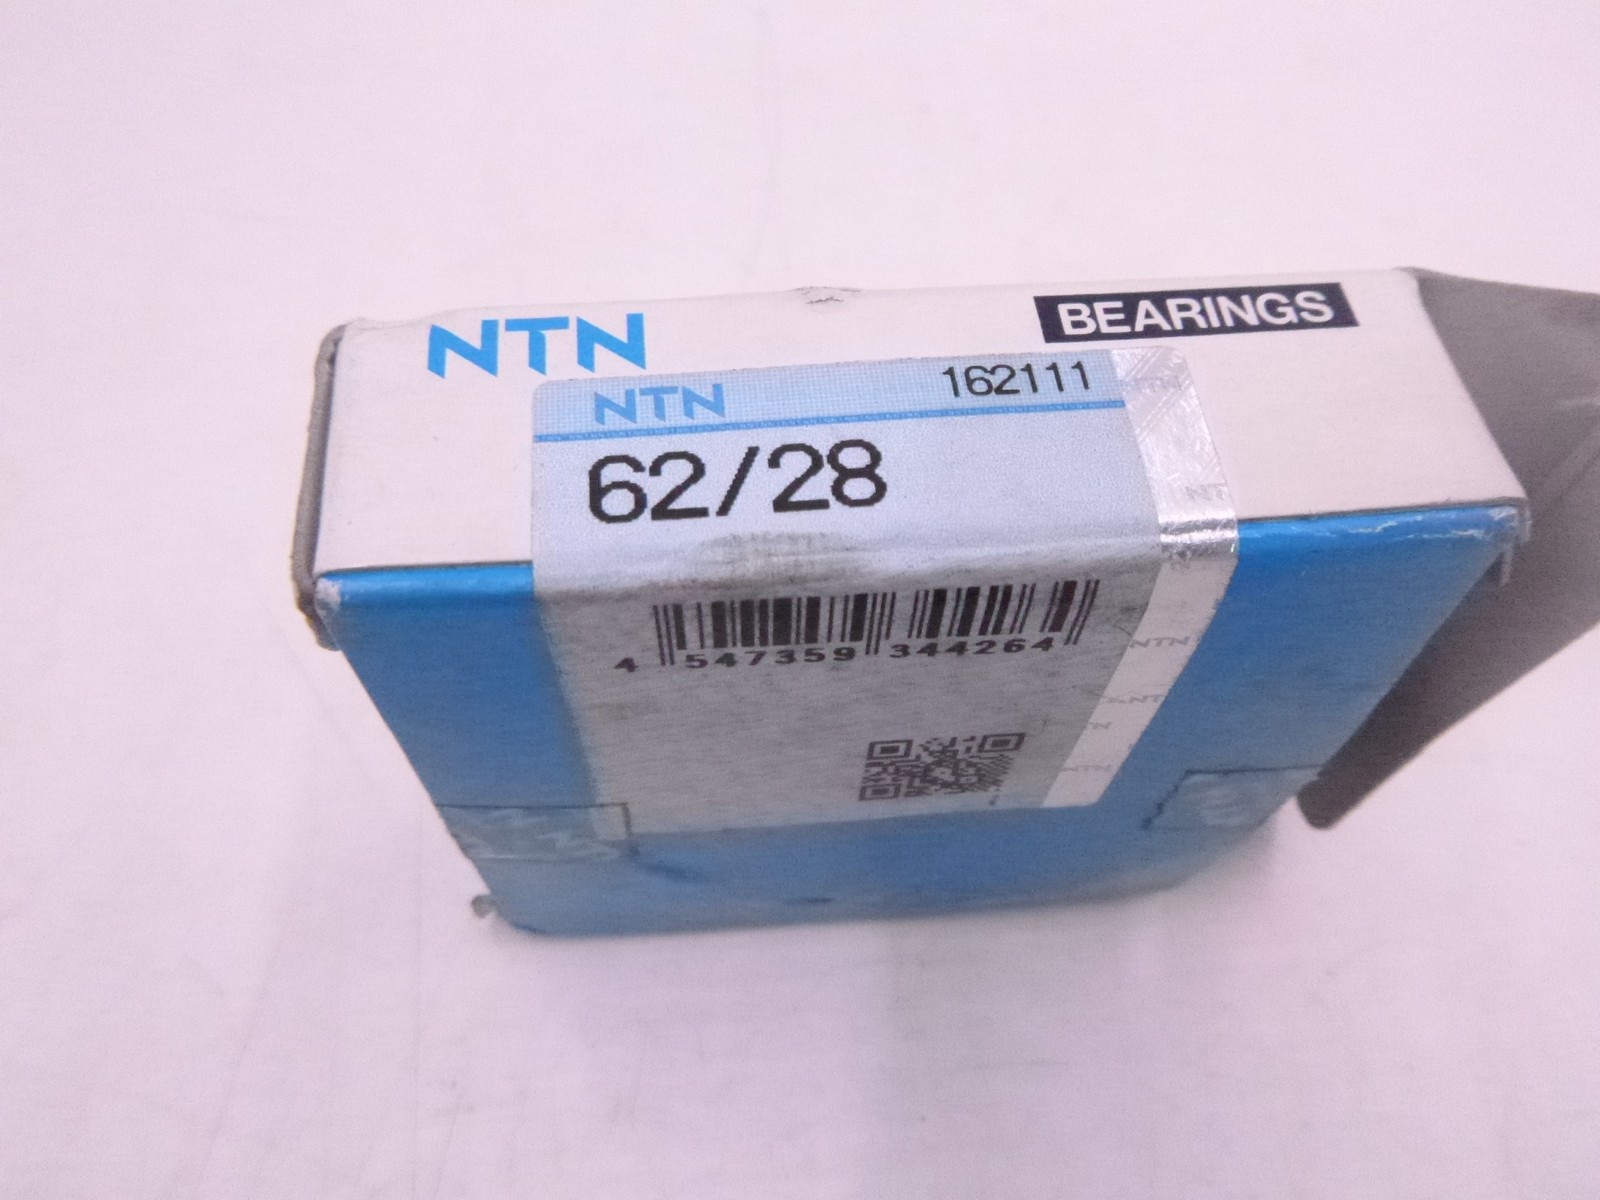 NTN BEARINGS
NTN 162111
62/28
4 547359 344264